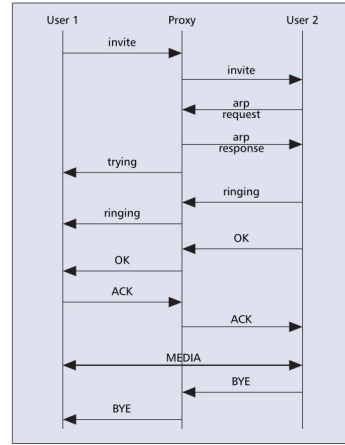 User 1 Proxy User 2
invite
invite
arp
request
arp
response
trying
ringing
ringing
OK
OK
ACK
ACK
MEDIA
BYE
BYE